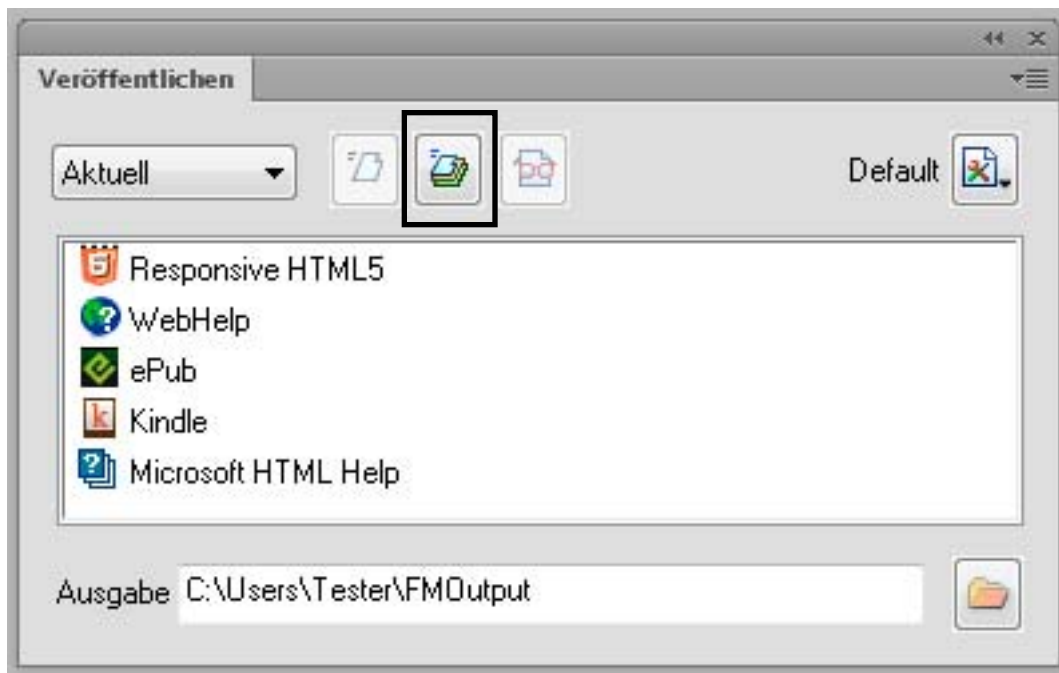 Veröffentlichen
Aktuell Default
Responsive HTML5
WebHelp
ePub
Kindle
Microsoft HTML Help
Ausgabe C:\Users\Tester\FMOutput